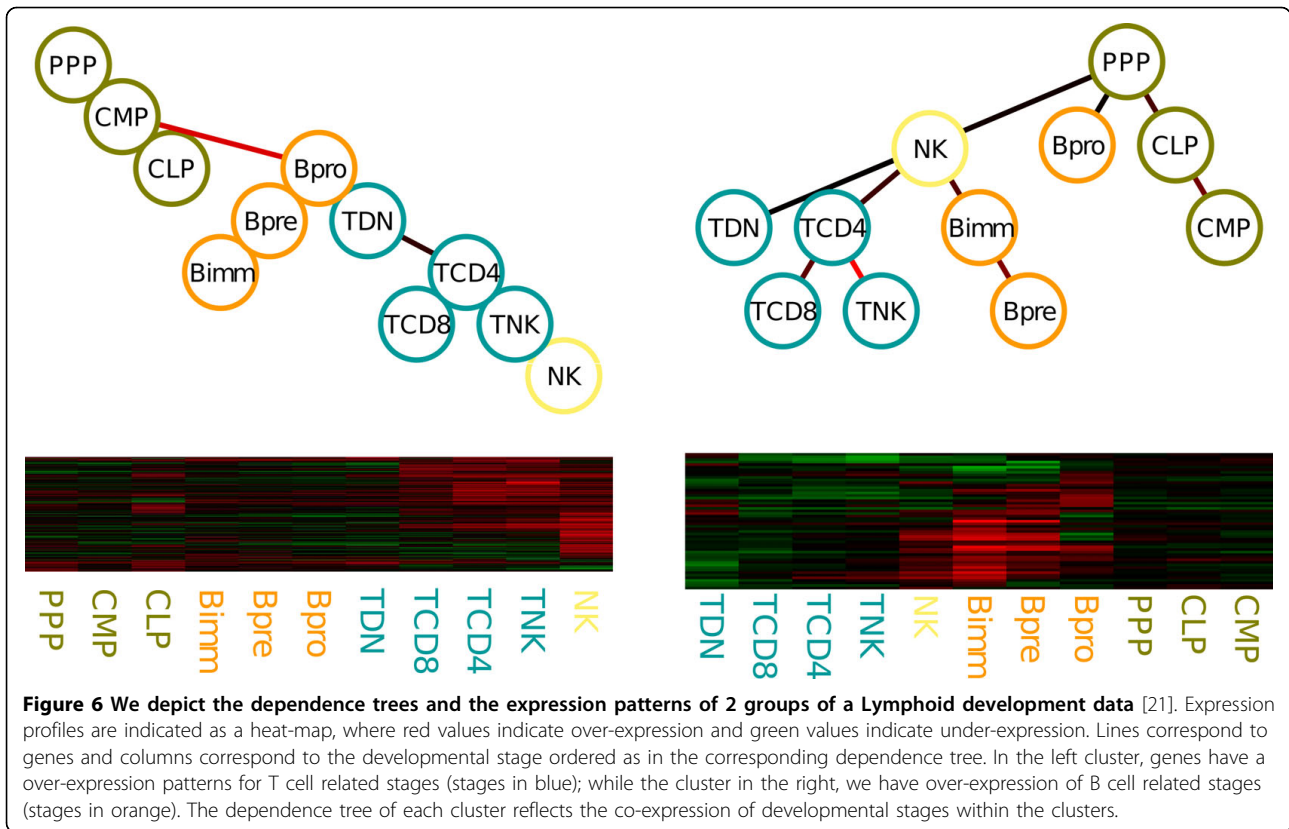 PPP
CMP
CLP
Bpro
Bpre
TDN
Bimm
TCD4
TCD8
TNK
NK
PPP
NK
Bpro
CLP
TDN
TCD4
Bimm
CMP
TCD8
TNK
Bpre
PPP CMP CLP Bimm Bpre Bpro TDN TCD8 TCD4 TNK NK
TDN TCD8 TCD4 TNK NK Bimm Bpre Bpro PPP CLP CMP
Figure 6 We depict the dependence trees and the expression patterns of 2 groups of a Lymphoid development data [21]. Expression
profiles are indicated as a heat-map, where red values indicate over-expression and green values indicate under-expression. Lines correspond to
genes and columns correspond to the developmental stage ordered as in the corresponding dependence tree. In the left cluster, genes have a
over-expression patterns for T cell related stages (stages in blue); while the cluster in the right, we have over-expression of B cell related stages
(stages in orange). The dependence tree of each cluster reflects the co-expression of developmental stages within the clusters.